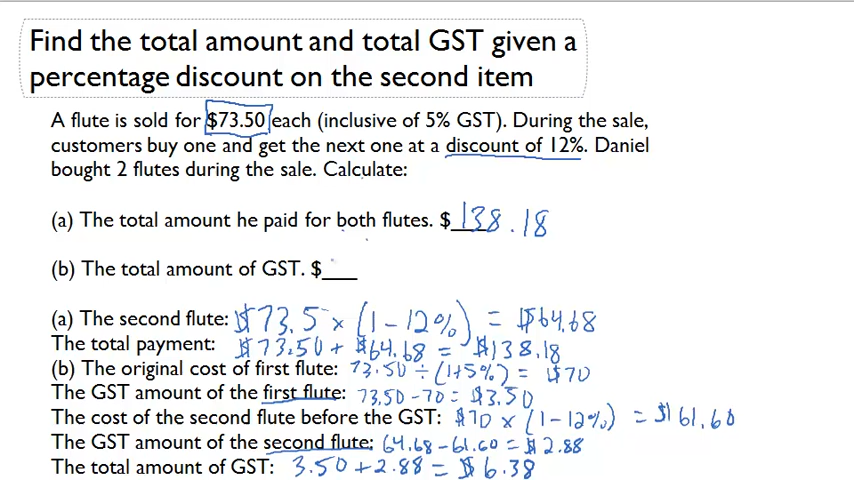 Find the total amount and total GST given a
percentage discount on the second item
A flute is sold for $73.50 each (inclusive of 5% GST). During the sale,
customers buy one and get the next one at a discount of 12%. Daniel
bought 2 flutes during the sale. Calculate:
(a) The total amount he paid for both flutes. $138.18
(b) The total amount of GST. $___
(a) The second flute: $73.5 × (1 - 12%) = $64.68
The total payment: $73.50 + $64.68 = $138.18
(b) The original cost of first flute: 73.50 ÷ (1+5%) = $70
The GST amount of the first flute: 73.50 - 70 = $3.50
The cost of the second flute before the GST: $70 × (1 - 12%) = $61.60
The GST amount of the second flute: 64.68 - 61.60 = $2.88
The total amount of GST: 3.50 + 2.88 = $6.38